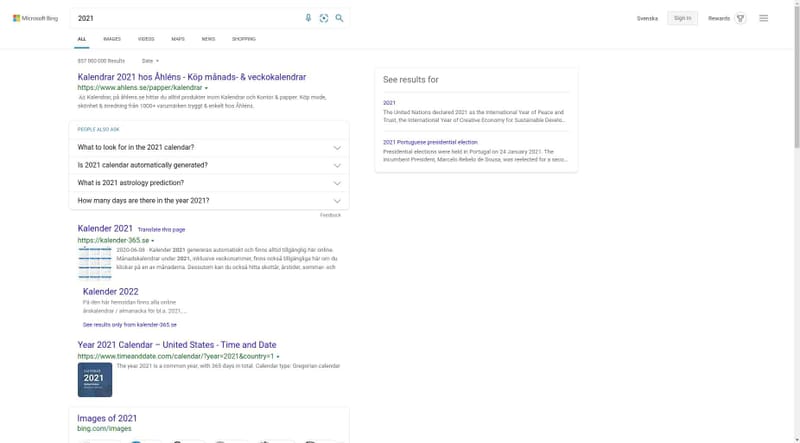 Microsoft Bing
2021
Svenska
Sign in
Rewards
ALL
IMAGES
VIDEOS
MAPS
NEWS
SHOPPING
857 000 000 Results
Date
Kalendrar 2021 hos Åhléns - Köp månads- & veckokalendrar
https://www.ahlens.se/papper/kalendrar
Ad Kalendrar, på åhlens.se hittar du alltid produkter inom Kalendrar och Kontor & papper. Köp mode,
skönhet & inredning från 1000+ varumärken tryggt & enkelt hos Åhlens.
PEOPLE ALSO ASK
What to look for in the 2021 calendar?
Is 2021 calendar automatically generated?
What is 2021 astrology prediction?
How many days are there in the year 2021?
Feedback
Kalender 2021 Translate this page
https://kalender-365.se
2020-06-08 · Kalender 2021 genereras automatiskt och finns alltid tillgänglig här online.
Månadskalendrar under 2021, inklusive veckonummer, finns också tillgängliga här om du
klickar på en av månaderna. Dessutom kan du också hitta skottår, årstider, sommar- och
Kalender 2022
På den här hemsidan finns alla online
årskalendrar / almanacka för bl.a. 2021, ...
See results only from kalender-365.se
Year 2021 Calendar – United States - Time and Date
https://www.timeanddate.com/calendar/?year=2021&country=1
The year 2021 is a common year, with 365 days in total. Calendar type: Gregorian calendar
CALENDAR
2021
Images of 2021
bing.com/images
See results for
2021
The United Nations declared 2021 as the International Year of Peace and
Trust, the International Year of Creative Economy for Sustainable Develo...
2021 Portuguese presidential election
Presidential elections were held in Portugal on 24 January 2021. The
incumbent President, Marcelo Rebelo de Sousa, was reelected for a seco...